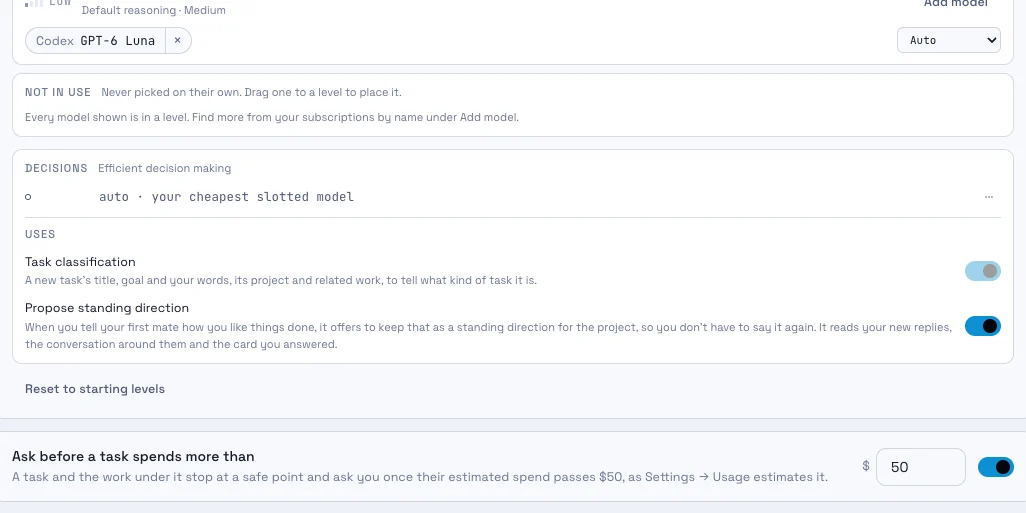 LOW
Default reasoning · Medium
Add model
Codex GPT-6 Luna ×
Auto
NOT IN USE Never picked on their own. Drag one to a level to place it.
Every model shown is in a level. Find more from your subscriptions by name under Add model.
DECISIONS Efficient decision making
auto · your cheapest slotted model …
USES
Task classification
A new task's title, goal and your words, its project and related work, to tell what kind of task it is.
Propose standing direction
When you tell your first mate how you like things done, it offers to keep that as a standing direction for the project, so you don't have to say it again. It reads your new replies,
the conversation around them and the card you answered.
Reset to starting levels
Ask before a task spends more than
A task and the work under it stop at a safe point and ask you once their estimated spend passes $50, as Settings → Usage estimates it.
$ 50